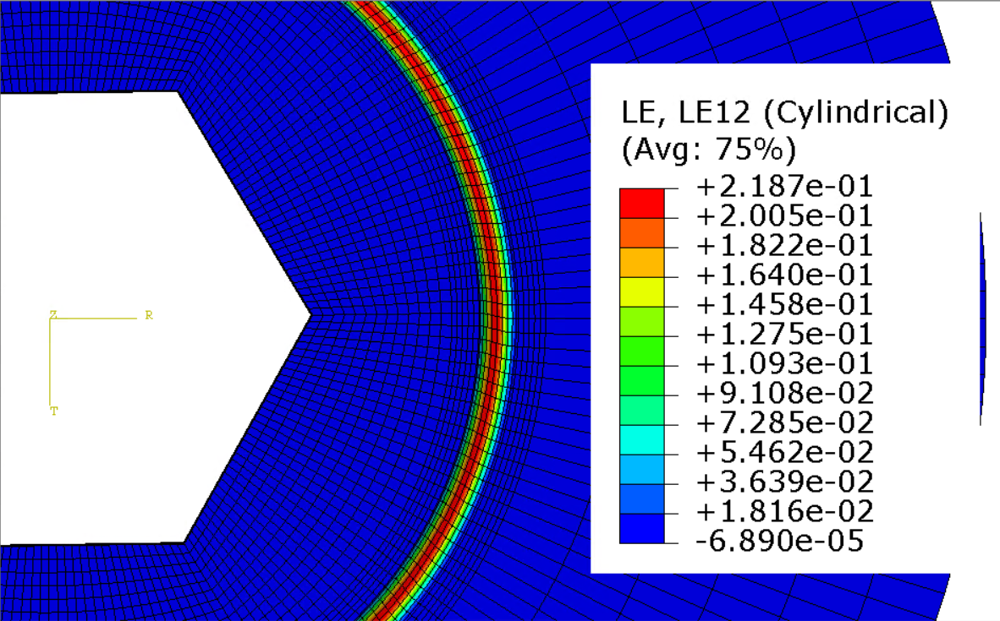 LE, LE12 (Cylindrical)
(Avg: 75%)
+2.187e-01
+2.005e-01
+1.822e-01
+1.640e-01
+1.458e-01
+1.275e-01
+1.093e-01
+9.108e-02
+7.285e-02
+5.462e-02
+3.639e-02
+1.816e-02
-6.890e-05
Z R
T